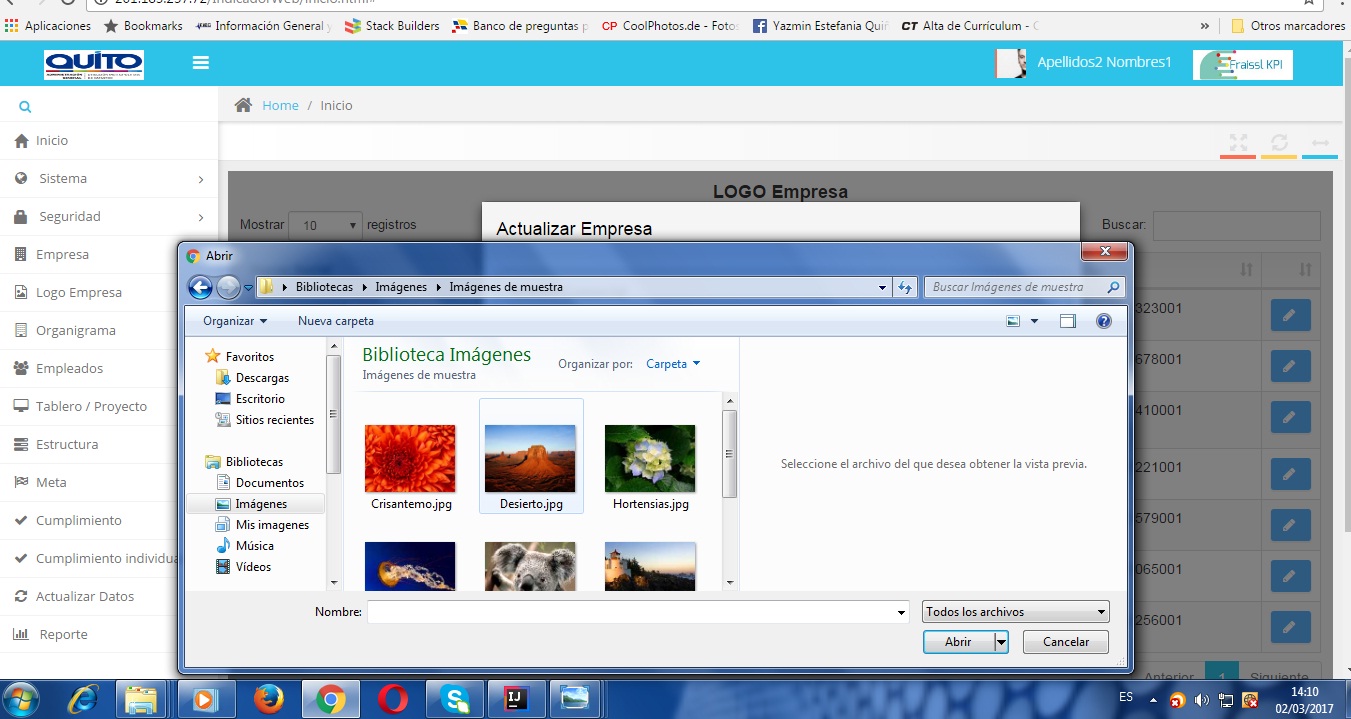 201.183.237.72/IndicadorWeb/inicio.html#
Aplicaciones Bookmarks Información General y Stack Builders Banco de preguntas p CoolPhotos.de - Fotos Yazmin Estefania Quiñ Alta de Currículum - C » Otros marcadores
QUITO Apellidos2 Nombres1 Fraissl KPI
Home / Inicio
Inicio
Sistema
Seguridad
Empresa
Logo Empresa
Organigrama
Empleados
Tablero / Proyecto
Estructura
Meta
Cumplimiento
Cumplimiento individua
Actualizar Datos
Reporte
LOGO Empresa
Mostrar 10 registros Buscar:
Actualizar Empresa
323001
678001
410001
221001
579001
065001
256001
Anterior 1 Siguiente
Abrir
Bibliotecas Imágenes Imágenes de muestra Buscar Imágenes de muestra
Organizar Nueva carpeta
Favoritos
Descargas
Escritorio
Sitios recientes
Bibliotecas
Documentos
Imágenes
Mis imagenes
Música
Vídeos
Biblioteca Imágenes
Imágenes de muestra
Organizar por: Carpeta
Crisantemo.jpg Desierto.jpg Hortensias.jpg
Seleccione el archivo del que desea obtener la vista previa.
Nombre: Todos los archivos
Abrir Cancelar
ES 14:10
02/03/2017